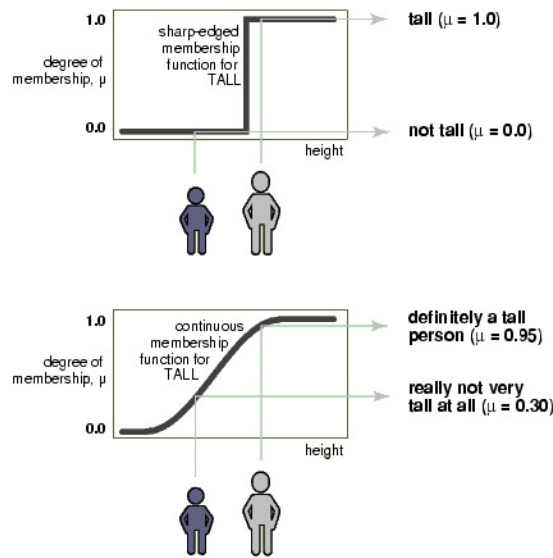 1.0
sharp-edged
membership
function for
TALL
degree of
membership, μ
0.0
height
tall (μ = 1.0)
not tall (μ = 0.0)
1.0
continuous
membership
function for
TALL
degree of
membership, μ
0.0
height
definitely a tall
person (μ = 0.95)
really not very
tall at all (μ = 0.30)